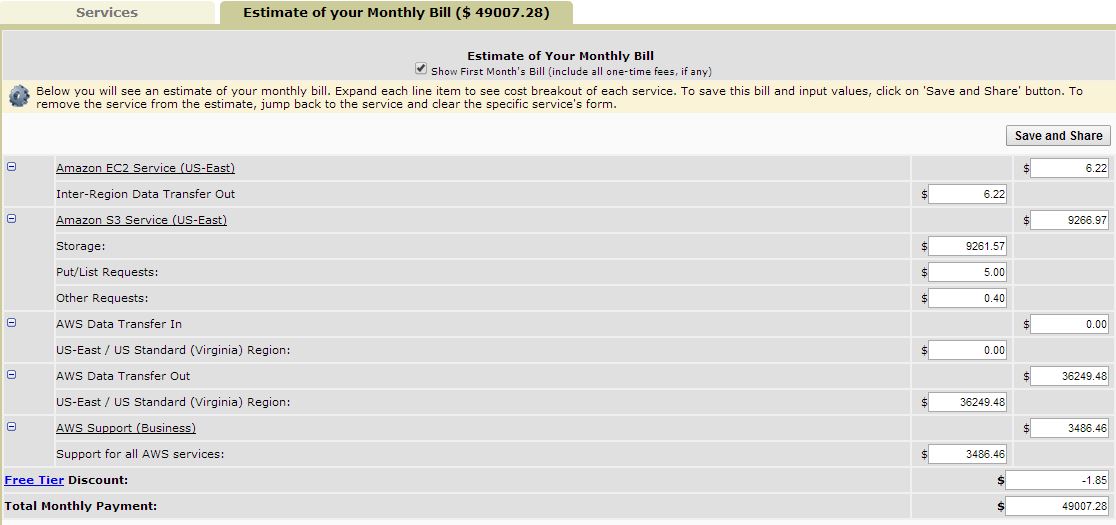 Services
Estimate of your Monthly Bill ($ 49007.28)
Estimate of Your Monthly Bill
Show First Month's Bill (include all one-time fees, if any)
Below you will see an estimate of your monthly bill. Expand each line item to see cost breakout of each service. To save this bill and input values, click on 'Save and Share' button. To
remove the service from the estimate, jump back to the service and clear the specific service's form.
Save and Share
Amazon EC2 Service (US-East) $ 6.22
Inter-Region Data Transfer Out $ 6.22
Amazon S3 Service (US-East) $ 9266.97
Storage: $ 9261.57
Put/List Requests: $ 5.00
Other Requests: $ 0.40
AWS Data Transfer In $ 0.00
US-East / US Standard (Virginia) Region: $ 0.00
AWS Data Transfer Out $ 36249.48
US-East / US Standard (Virginia) Region: $ 36249.48
AWS Support (Business) $ 3486.46
Support for all AWS services: $ 3486.46
Free Tier Discount: $ -1.85
Total Monthly Payment: $ 49007.28